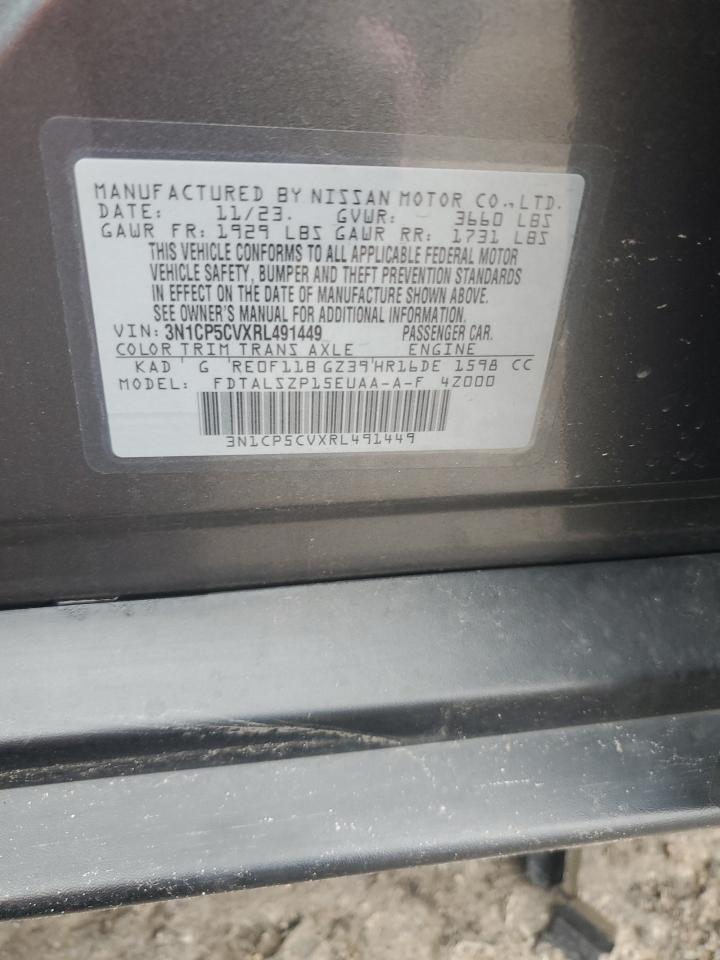 MANUFACTURED BY NISSAN MOTOR CO., LTD.
DATE: 11/23. GVWR: 3660 LBS
GAWR FR: 1929 LBS GAWR RR: 1731 LBS
THIS VEHICLE CONFORMS TO ALL APPLICABLE FEDERAL MOTOR
VEHICLE SAFETY, BUMPER AND THEFT PREVENTION STANDARDS
IN EFFECT ON THE DATE OF MANUFACTURE SHOWN ABOVE.
SEE OWNER'S MANUAL FOR ADDITIONAL INFORMATION.
VIN: 3N1CP5CVXRL491449 PASSENGER CAR.
COLOR TRIM TRANS AXLE ENGINE
KAD G RE0F11B GZ39 HR16DE 1598 CC
MODEL: FDTALSZP15EUAA-A-F 4Z000
3N1CP5CVXRL491449